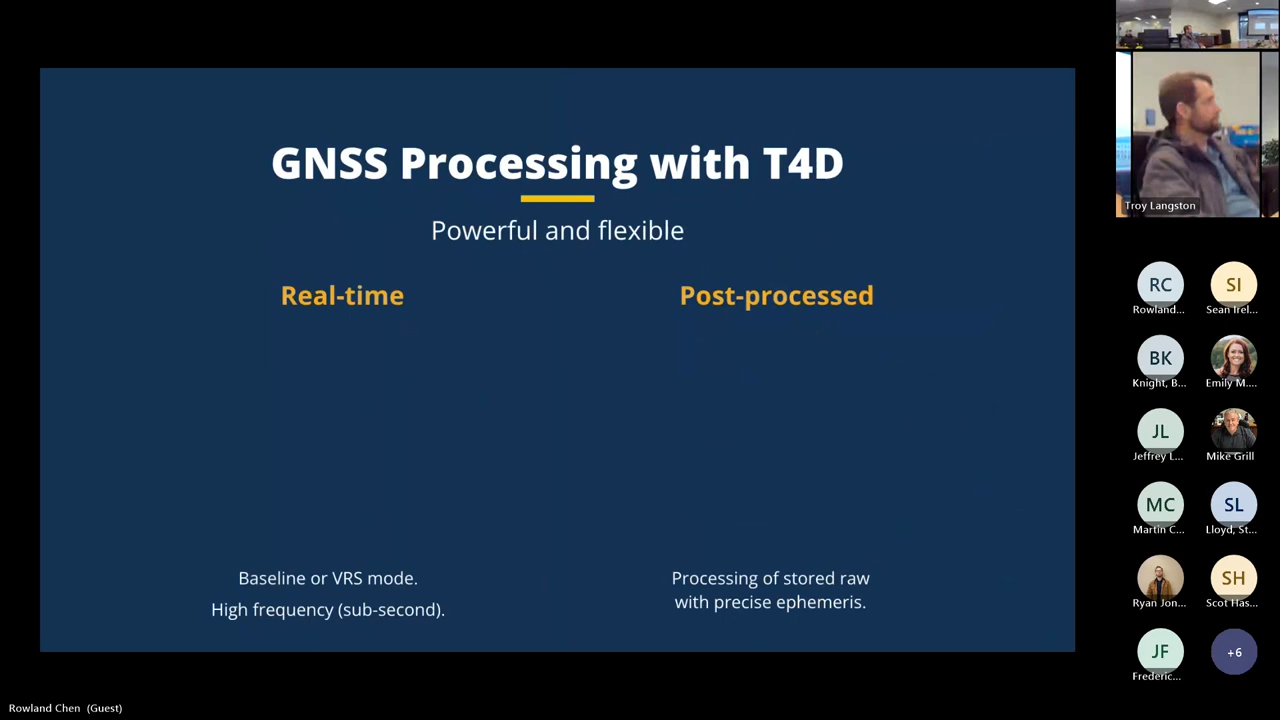 GNSS Processing with T4D
Powerful and flexible
Real-time
Post-processed
Baseline or VRS mode.
High frequency (sub-second).
Processing of stored raw
with precise ephemeris.
Troy Langston
RC
Rowland...
SI
Sean Irel...
BK
Knight, B...
Emily M....
JL
Jeffrey L...
Mike Grill
MC
Martin C...
SL
Lloyd, St...
Ryan Jon...
SH
Scot Has...
JF
Frederic...
+6
Rowland Chen (Guest)